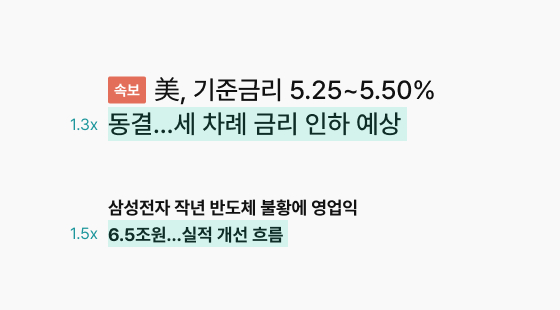 속보 美, 기준금리 5.25~5.50%
1.3x 동결...세 차례 금리 인하 예상
삼성전자 작년 반도체 불황에 영업익
1.5x 6.5조원...실적 개선 흐름